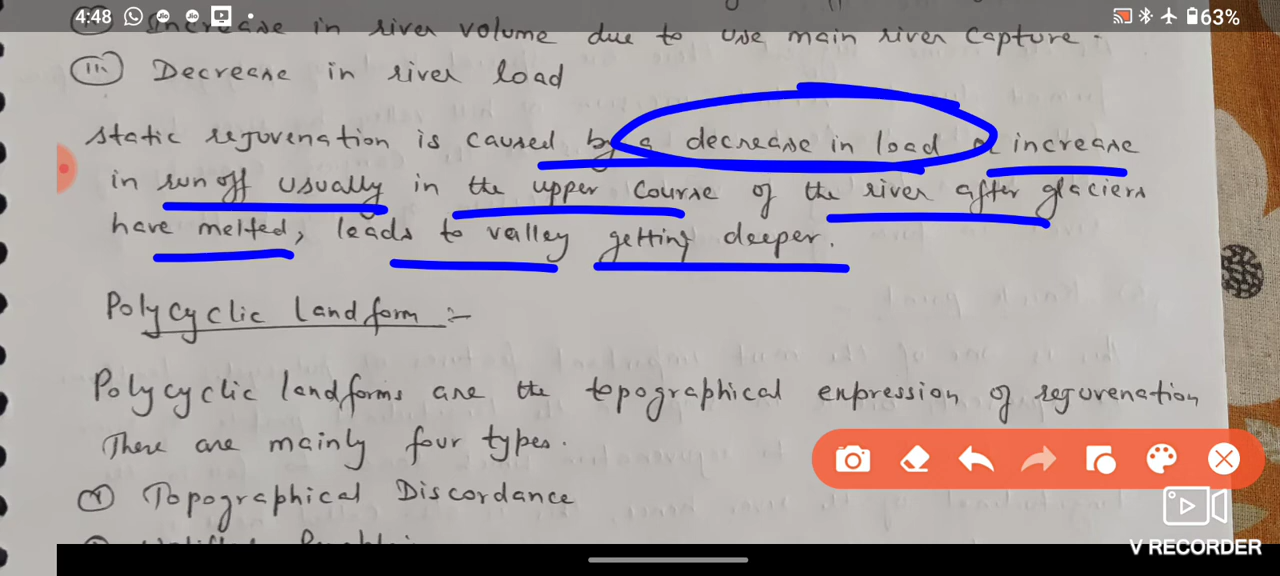 4:48
63%
(ii) Increase in river volume due to use main river capture.
(iii) Decrease in river load
static rejuvenation is caused by a decrease in load or increase
in run off usually in the upper course of the river after glaciers
have melted, leads to valley getting deeper.
Polycyclic landform :-
Polycyclic landforms are the topographical expression of rejuvenation
There are mainly four types.
Topographical Discordance
V RECORDER